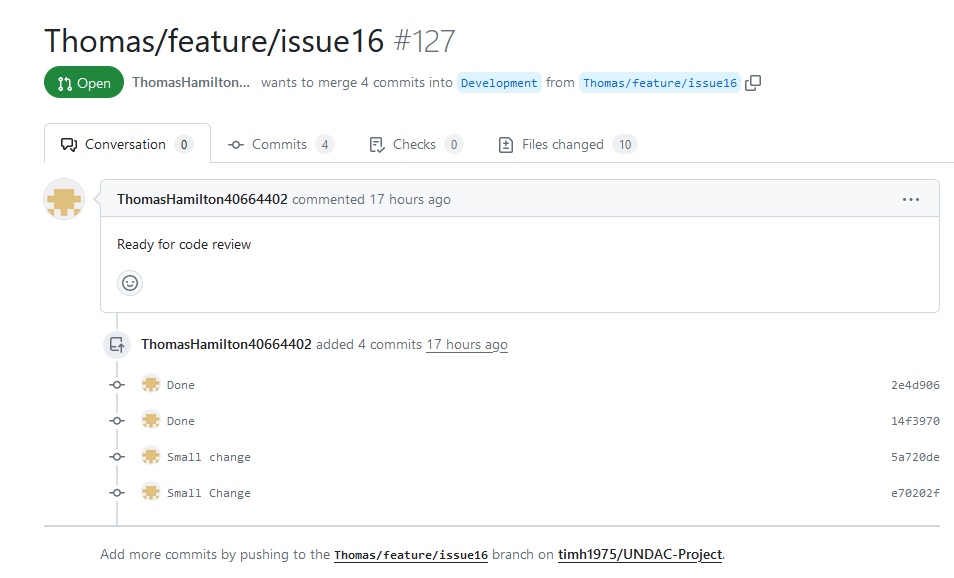 Thomas/feature/issue16 #127
Open ThomasHamilton... wants to merge 4 commits into Development from Thomas/feature/issue16
Conversation 0 Commits 4 Checks 0 Files changed 10
ThomasHamilton40664402 commented 17 hours ago
Ready for code review
ThomasHamilton40664402 added 4 commits 17 hours ago
Done 2e4d906
Done 14f3970
Small change 5a720de
Small Change e70202f
Add more commits by pushing to the Thomas/feature/issue16 branch on timh1975/UNDAC-Project.